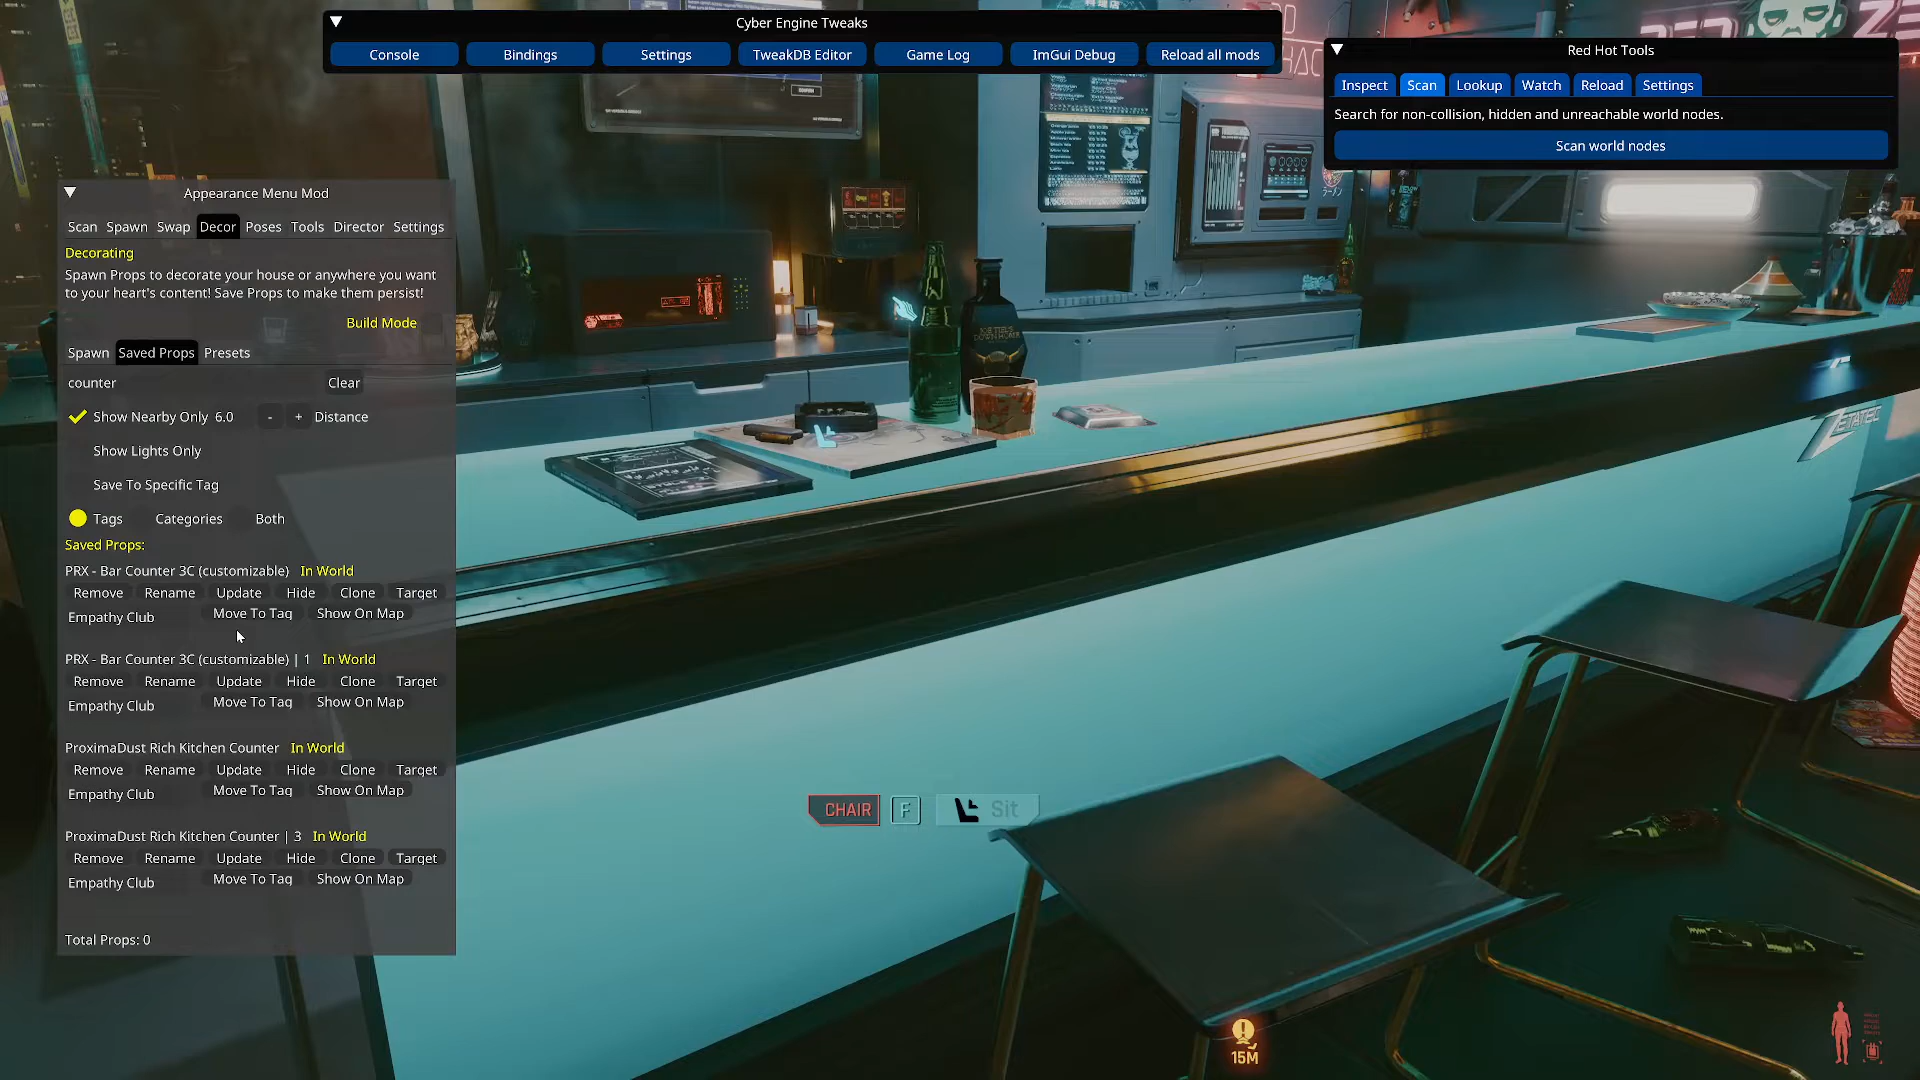 Cyber Engine Tweaks
Console Bindings Settings TweakDB Editor Game Log ImGui Debug Reload all mods
Red Hot Tools
Inspect Scan Lookup Watch Reload Settings
Search for non-collision, hidden and unreachable world nodes.
Scan world nodes
Appearance Menu Mod
Scan Spawn Swap Decor Poses Tools Director Settings
Decorating
Spawn Props to decorate your house or anywhere you want
to your heart's content! Save Props to make them persist!
Build Mode
Spawn Saved Props Presets
counter Clear
Show Nearby Only 6.0 - + Distance
Show Lights Only
Save To Specific Tag
Tags Categories Both
Saved Props:
PRX - Bar Counter 3C (customizable) In World
Remove Rename Update Hide Clone Target
Empathy Club Move To Tag Show On Map
PRX - Bar Counter 3C (customizable) | 1 In World
Remove Rename Update Hide Clone Target
Empathy Club Move To Tag Show On Map
ProximaDust Rich Kitchen Counter In World
Remove Rename Update Hide Clone Target
Empathy Club Move To Tag Show On Map
ProximaDust Rich Kitchen Counter | 3 In World
Remove Rename Update Hide Clone Target
Empathy Club Move To Tag Show On Map
Total Props: 0
ZETATEC
CHAIR F Sit
15M